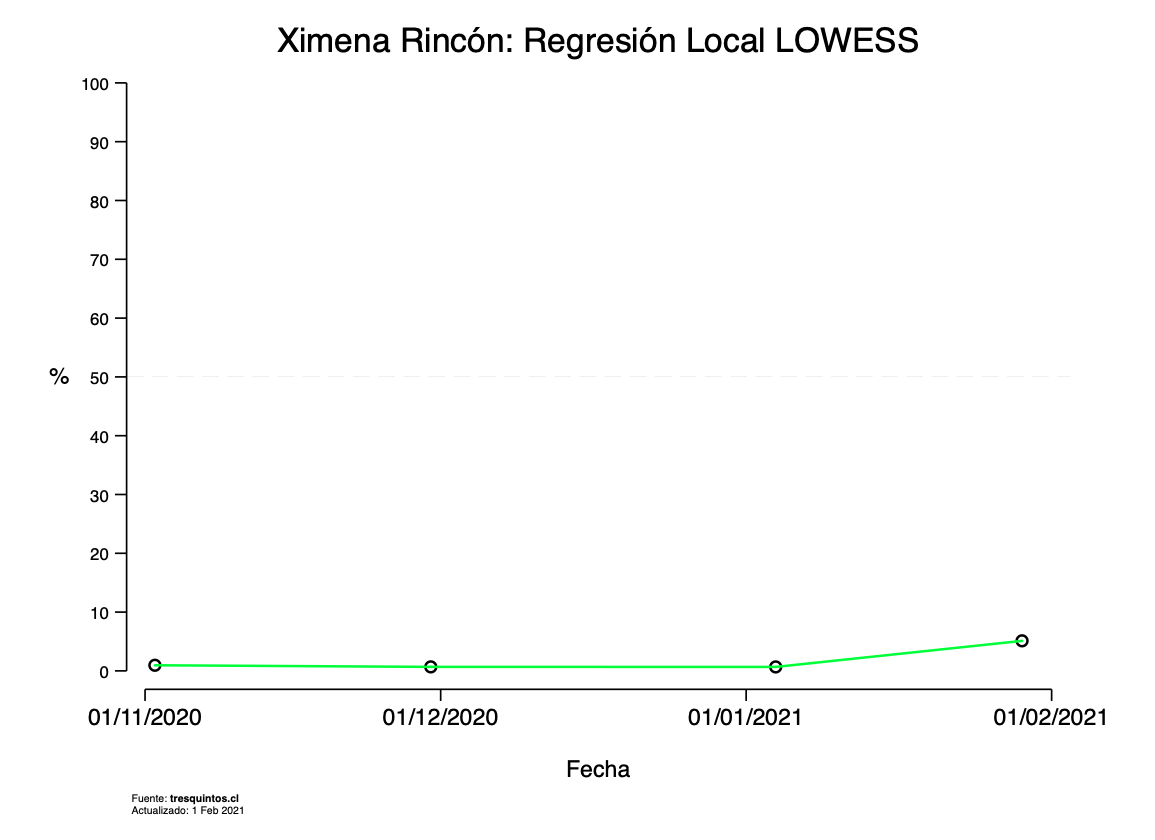 Ximena Rincón: Regresión Local LOWESS
100
90
80
70
60
% 50
40
30
20
10
0
01/11/2020 01/12/2020 01/01/2021 01/02/2021
Fecha
Fuente: tresquintos.cl
Actualizado: 1 Feb 2021